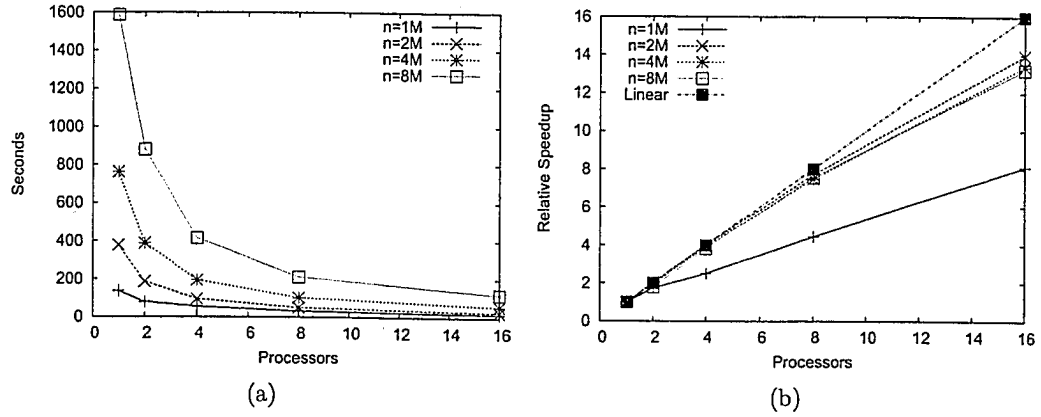 1600
1400
1200
1000
800
600
400
200
0
Seconds
n=1M
n=2M
n=4M
n=8M
0 2 4 6 8 10 12 14 16
Processors
(a)
16
14
12
10
8
6
4
2
0
Relative Speedup
n=1M
n=2M
n=4M
n=8M
Linear
0 2 4 6 8 10 12 14 16
Processors
(b)